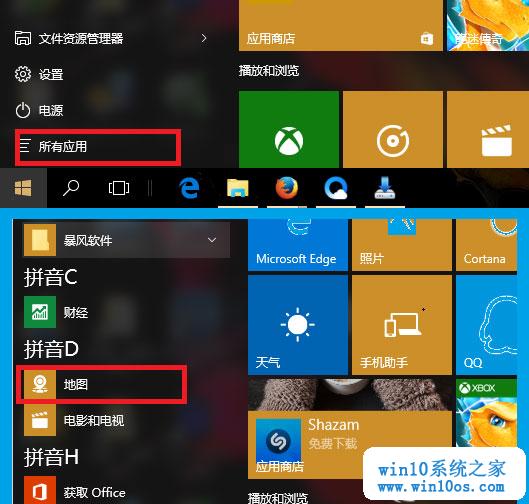 文件资源管理器
应用商店
迷传奇
播放和浏览
设置
电源
所有应用
暴风软件
拼音C
财经
拼音D
地图
电影和电视
拼音H
获取 Office
Microsoft Edge
照片
Cortana
天气
手机助手
QQ
Shazam
免费下载
应用商店
XBOX
播放和浏览
win10系统之家
www.win10os.com